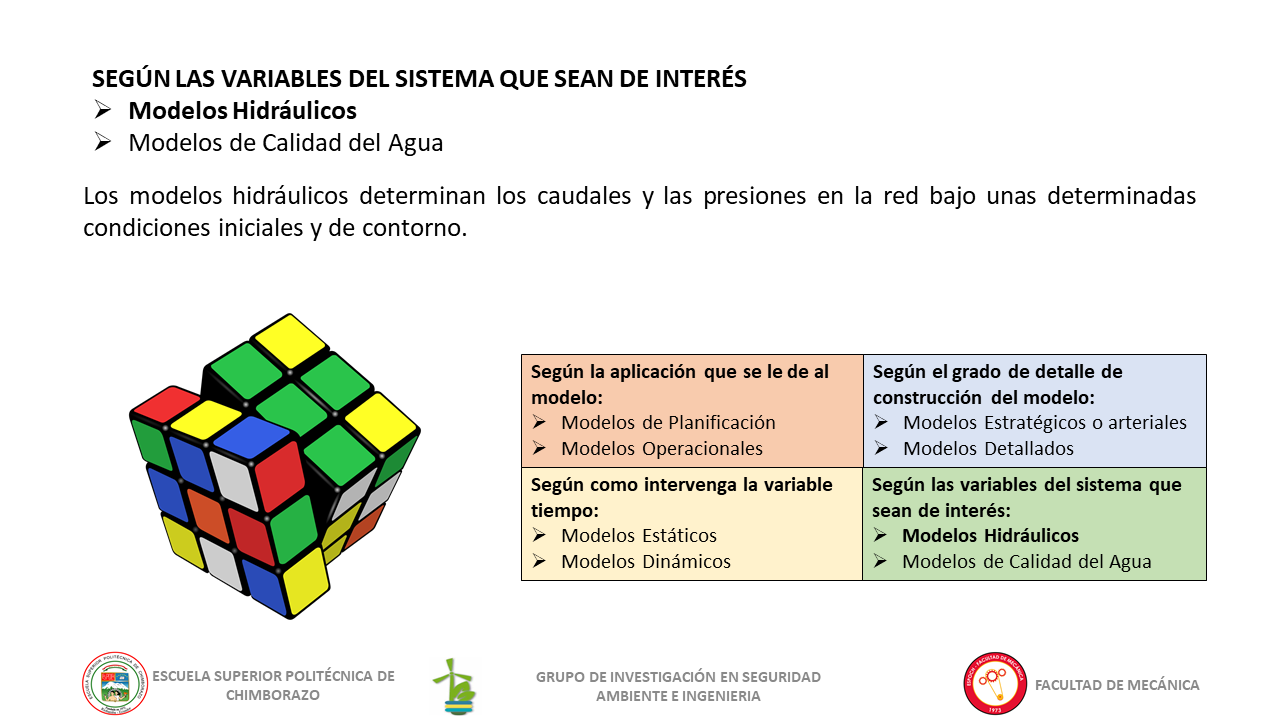 SEGÚN LAS VARIABLES DEL SISTEMA QUE SEAN DE INTERÉS
➢ Modelos Hidráulicos
➢ Modelos de Calidad del Agua
Los modelos hidráulicos determinan los caudales y las presiones en la red bajo unas determinadas
condiciones iniciales y de contorno.
Según la aplicación que se le de al
modelo:
➢ Modelos de Planificación
➢ Modelos Operacionales
Según el grado de detalle de
construcción del modelo:
➢ Modelos Estratégicos o arteriales
➢ Modelos Detallados
Según como intervenga la variable
tiempo:
➢ Modelos Estáticos
➢ Modelos Dinámicos
Según las variables del sistema que
sean de interés:
➢ Modelos Hidráulicos
➢ Modelos de Calidad del Agua
ESCUELA SUPERIOR POLITÉCNICA DE
CHIMBORAZO
GRUPO DE INVESTIGACIÓN EN SEGURIDAD
AMBIENTE E INGENIERIA
ESPOCH - FACULTAD DE MECÁNICA
1973
FACULTAD DE MECÁNICA